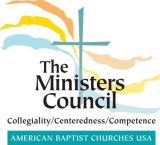 The
Ministers
Council
Collegiality/Centeredness/Competence
AMERICAN BAPTIST CHURCHES USA